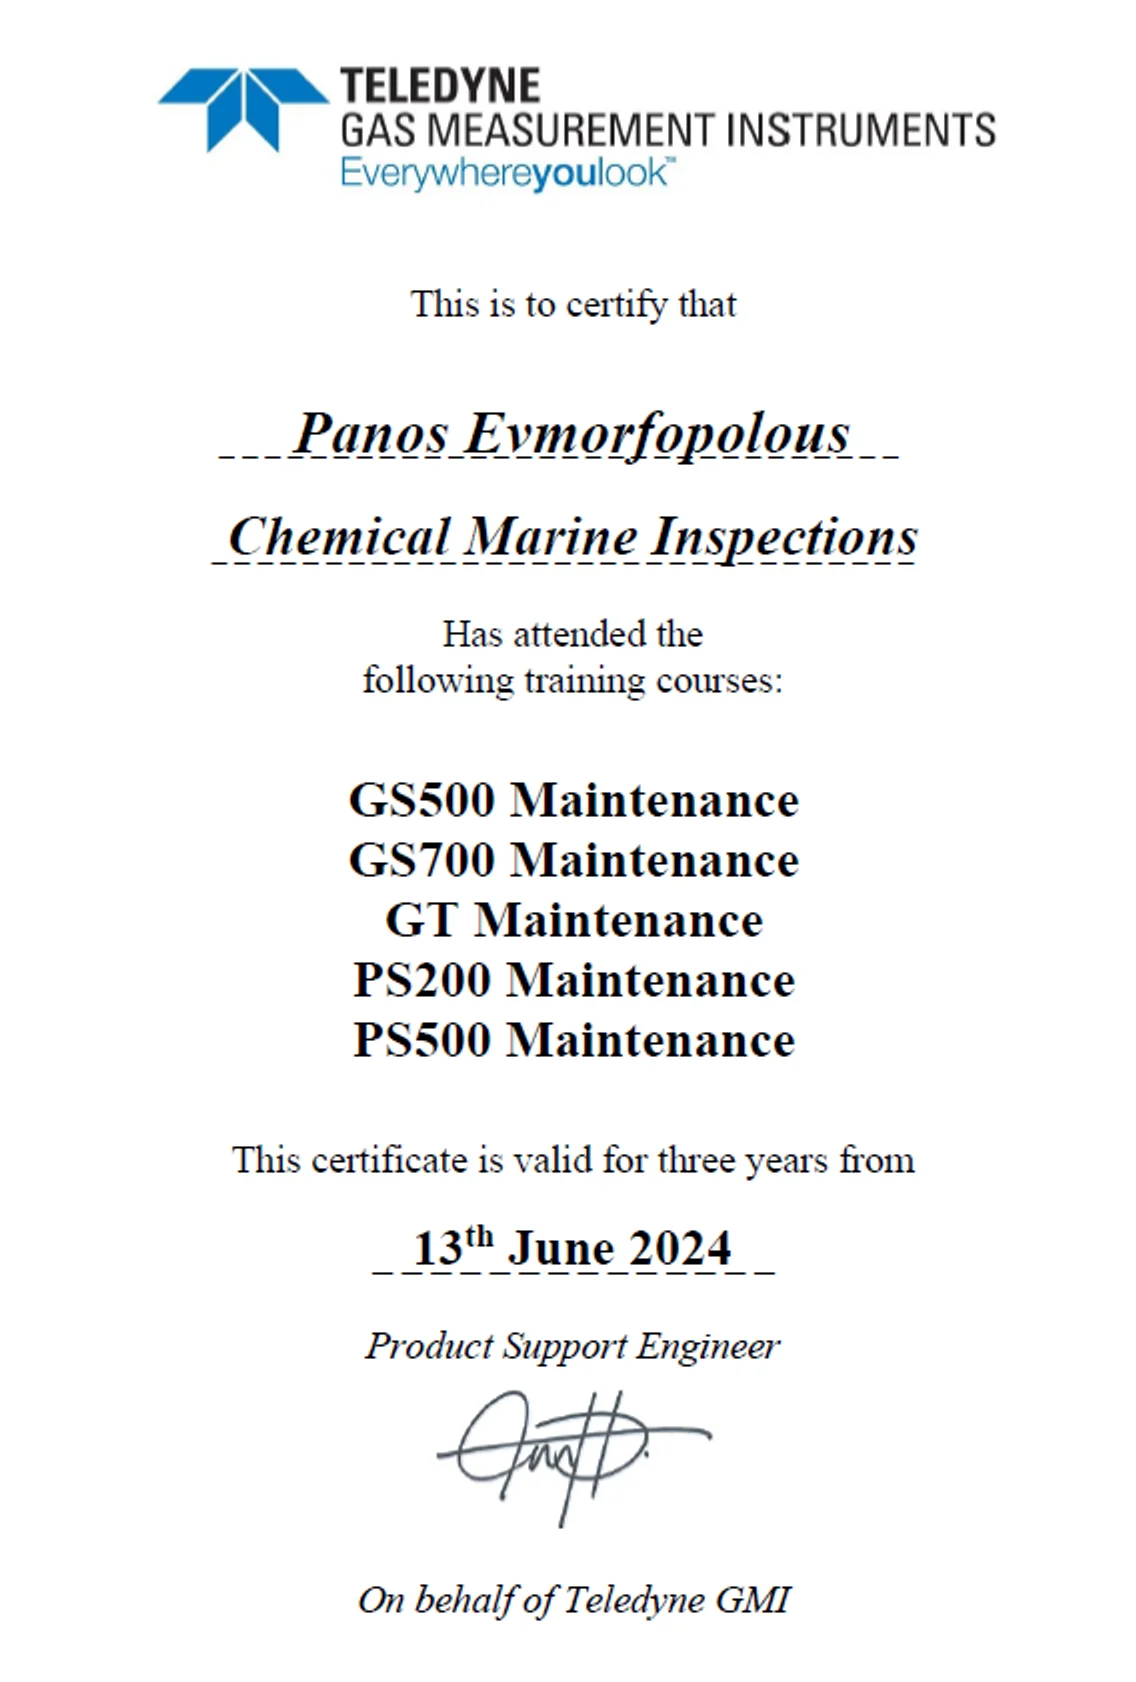 TELEDYNE
GAS MEASUREMENT INSTRUMENTS
Everywhereyoulook™
This is to certify that
Panos Evmorfopolous
Chemical Marine Inspections
Has attended the
following training courses:
GS500 Maintenance
GS700 Maintenance
GT Maintenance
PS200 Maintenance
PS500 Maintenance
This certificate is valid for three years from
13th June 2024
Product Support Engineer
On behalf of Teledyne GMI